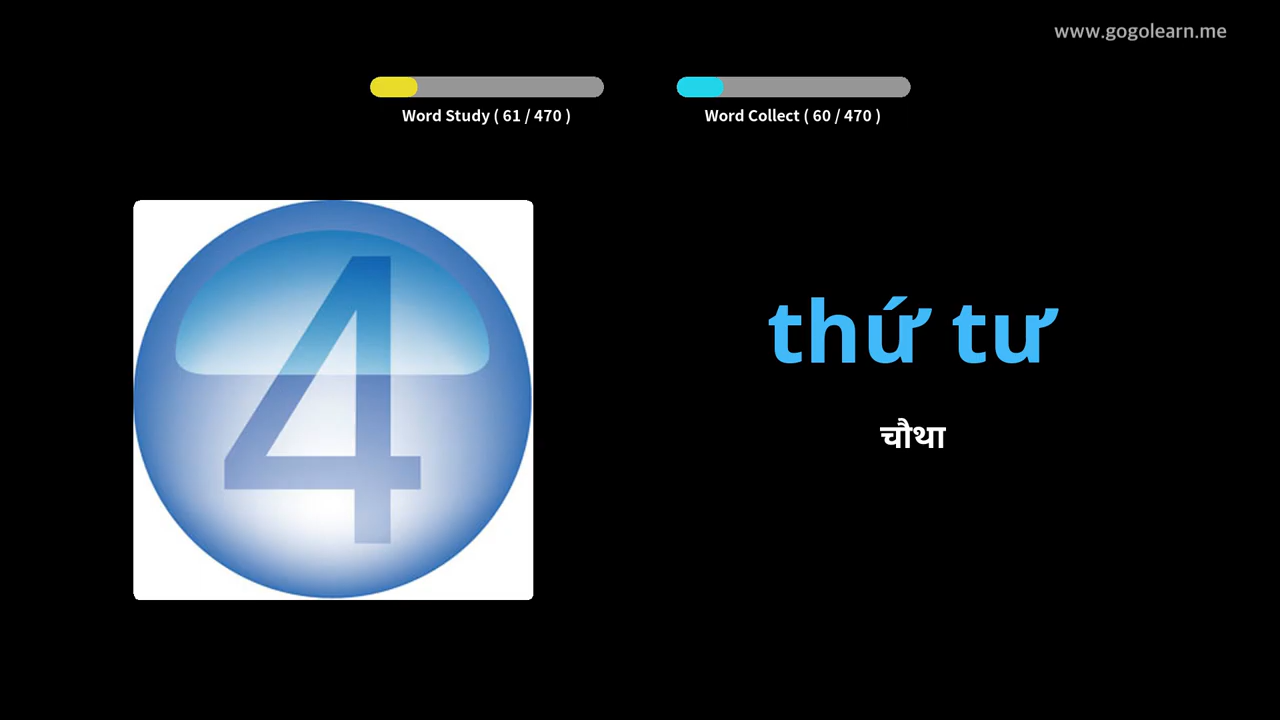 www.gogolearn.me
Word Study ( 61 / 470 )
Word Collect ( 60 / 470 )
4
thứ tư
चौथा